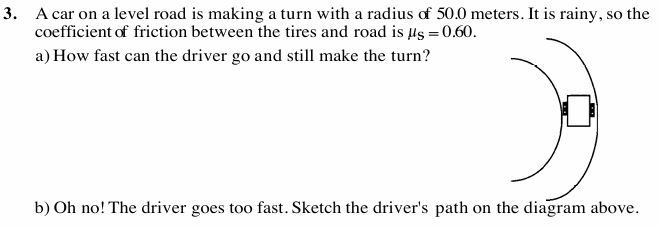 3. A car on a level road is making a turn with a radius of 50.0 meters. It is rainy, so the
coefficient of friction between the tires and road is μs = 0.60.
a) How fast can the driver go and still make the turn?
b) Oh no! The driver goes too fast. Sketch the driver's path on the diagram above.